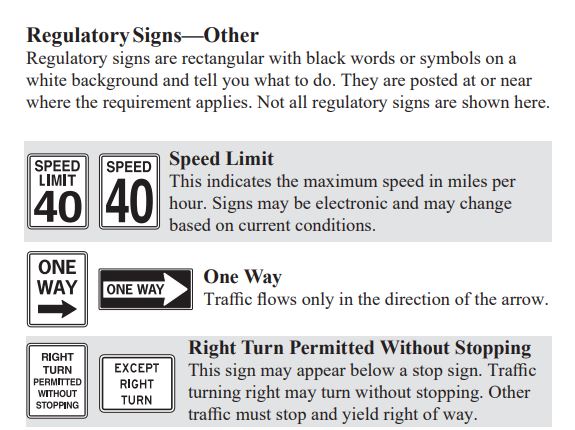 Regulatory Signs—Other
Regulatory signs are rectangular with black words or symbols on a
white background and tell you what to do. They are posted at or near
where the requirement applies. Not all regulatory signs are shown here.
SPEED
LIMIT
40
SPEED
40
Speed Limit
This indicates the maximum speed in miles per
hour. Signs may be electronic and may change
based on current conditions.
ONE
WAY
ONE WAY
One Way
Traffic flows only in the direction of the arrow.
RIGHT
TURN
PERMITTED
WITHOUT
STOPPING
EXCEPT
RIGHT
TURN
Right Turn Permitted Without Stopping
This sign may appear below a stop sign. Traffic
turning right may turn without stopping. Other
traffic must stop and yield right of way.